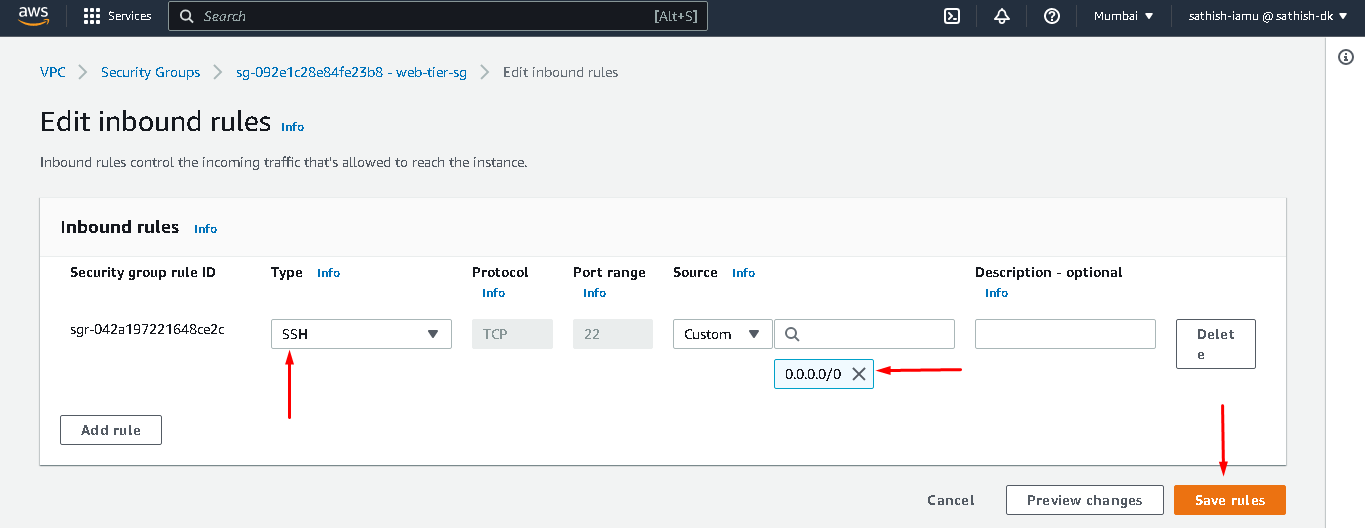 aws Services Search [Alt+S] Mumbai sathish-iamu @ sathish-dk
VPC Security Groups sg-092e1c28e84fe23b8 - web-tier-sg Edit inbound rules
Edit inbound rules Info
Inbound rules control the incoming traffic that's allowed to reach the instance.
Inbound rules Info
Security group rule ID Type Info Protocol Port range Source Info Description - optional
Info Info Info
sgr-042a197221648ce2c SSH TCP 22 Custom Delet
e
0.0.0.0/0
Add rule
Cancel Preview changes Save rules